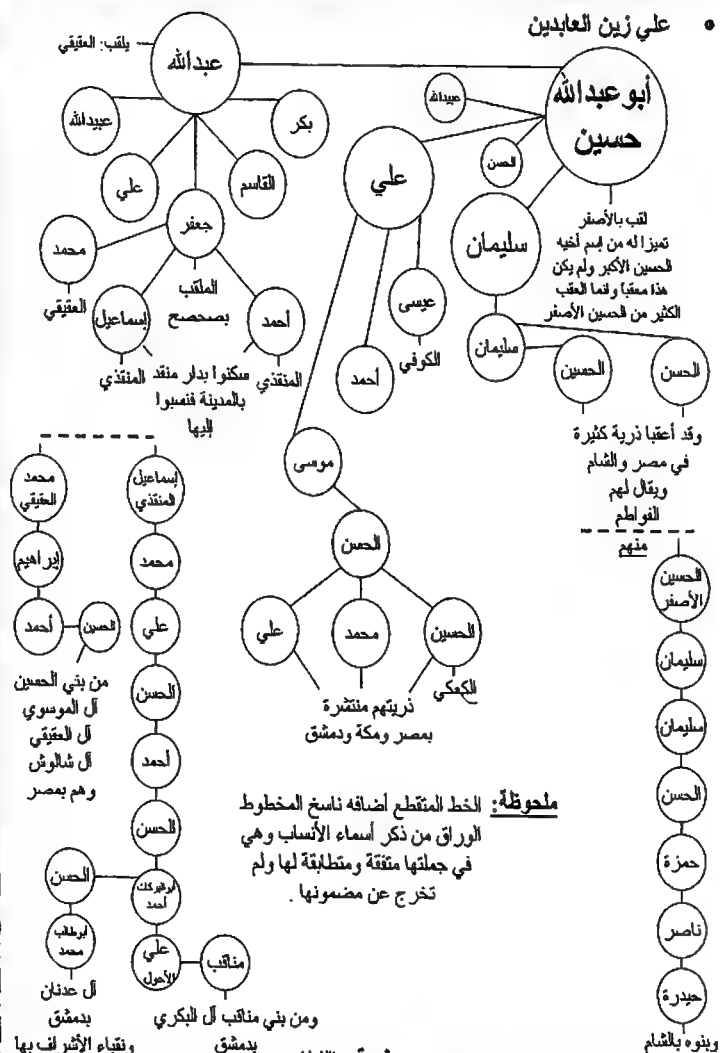 • علي زين العابدين
أبو عبدالله
حسين
عبدالله
يلقب: العقيقي
عبيدالله
علي
القاسم
بكر
جعفر
الملقب
بصحصح
محمد
العقيقي
إسماعيل
المنقذي
أحمد
المنقذي
سكنوا بدار منقد
بالمدينة فنسبوا
إليها
عبيدالله
الحسن
علي
سليمان
لقب بالأصغر
تميزا له من إسم أخيه
الحسين الأكبر ولم يكن
هذا معقبا وانما العقب
الكثير من الحسين الأصغر
عيسى
الكوفي
أحمد
موسى
سليمان
الحسين
الحسن
وقد أعقبا ذرية كثيرة
في مصر والشام
ويقال لهم
الفواطم
منهم
الحسين
الأصغر
سليمان
سليمان
الحسن
حمزة
ناصر
حيدرة
وبنوه بالشام
الحسن
علي
محمد
الحسين
الكعكي
ذريتهم منتشرة
بمصر ومكة ودمشق
إسماعيل
المنقذي
محمد
علي
الحسن
أحمد
الحسن
أبو البركات
أحمد
علي
الأحول
مناقب
ومن بني مناقب آل البكري
بدمشق
الحسن
أبوطالب
محمد
آل عدنان
بدمشق
ونقباء الأشراف بها
محمد
العقيقي
إبراهيم
أحمد
الحسين
من بني الحسين
آل الموسوي
آل العقيقي
آل شالوش
وهم بمصر
ملحوظة: الخط المتقطع أضافه ناسخ المخطوط
الوراق من ذكر أسماء الأنساب وهي
في جملتها متفقة ومتطابقة لها ولم
تخرج عن مضمونها .